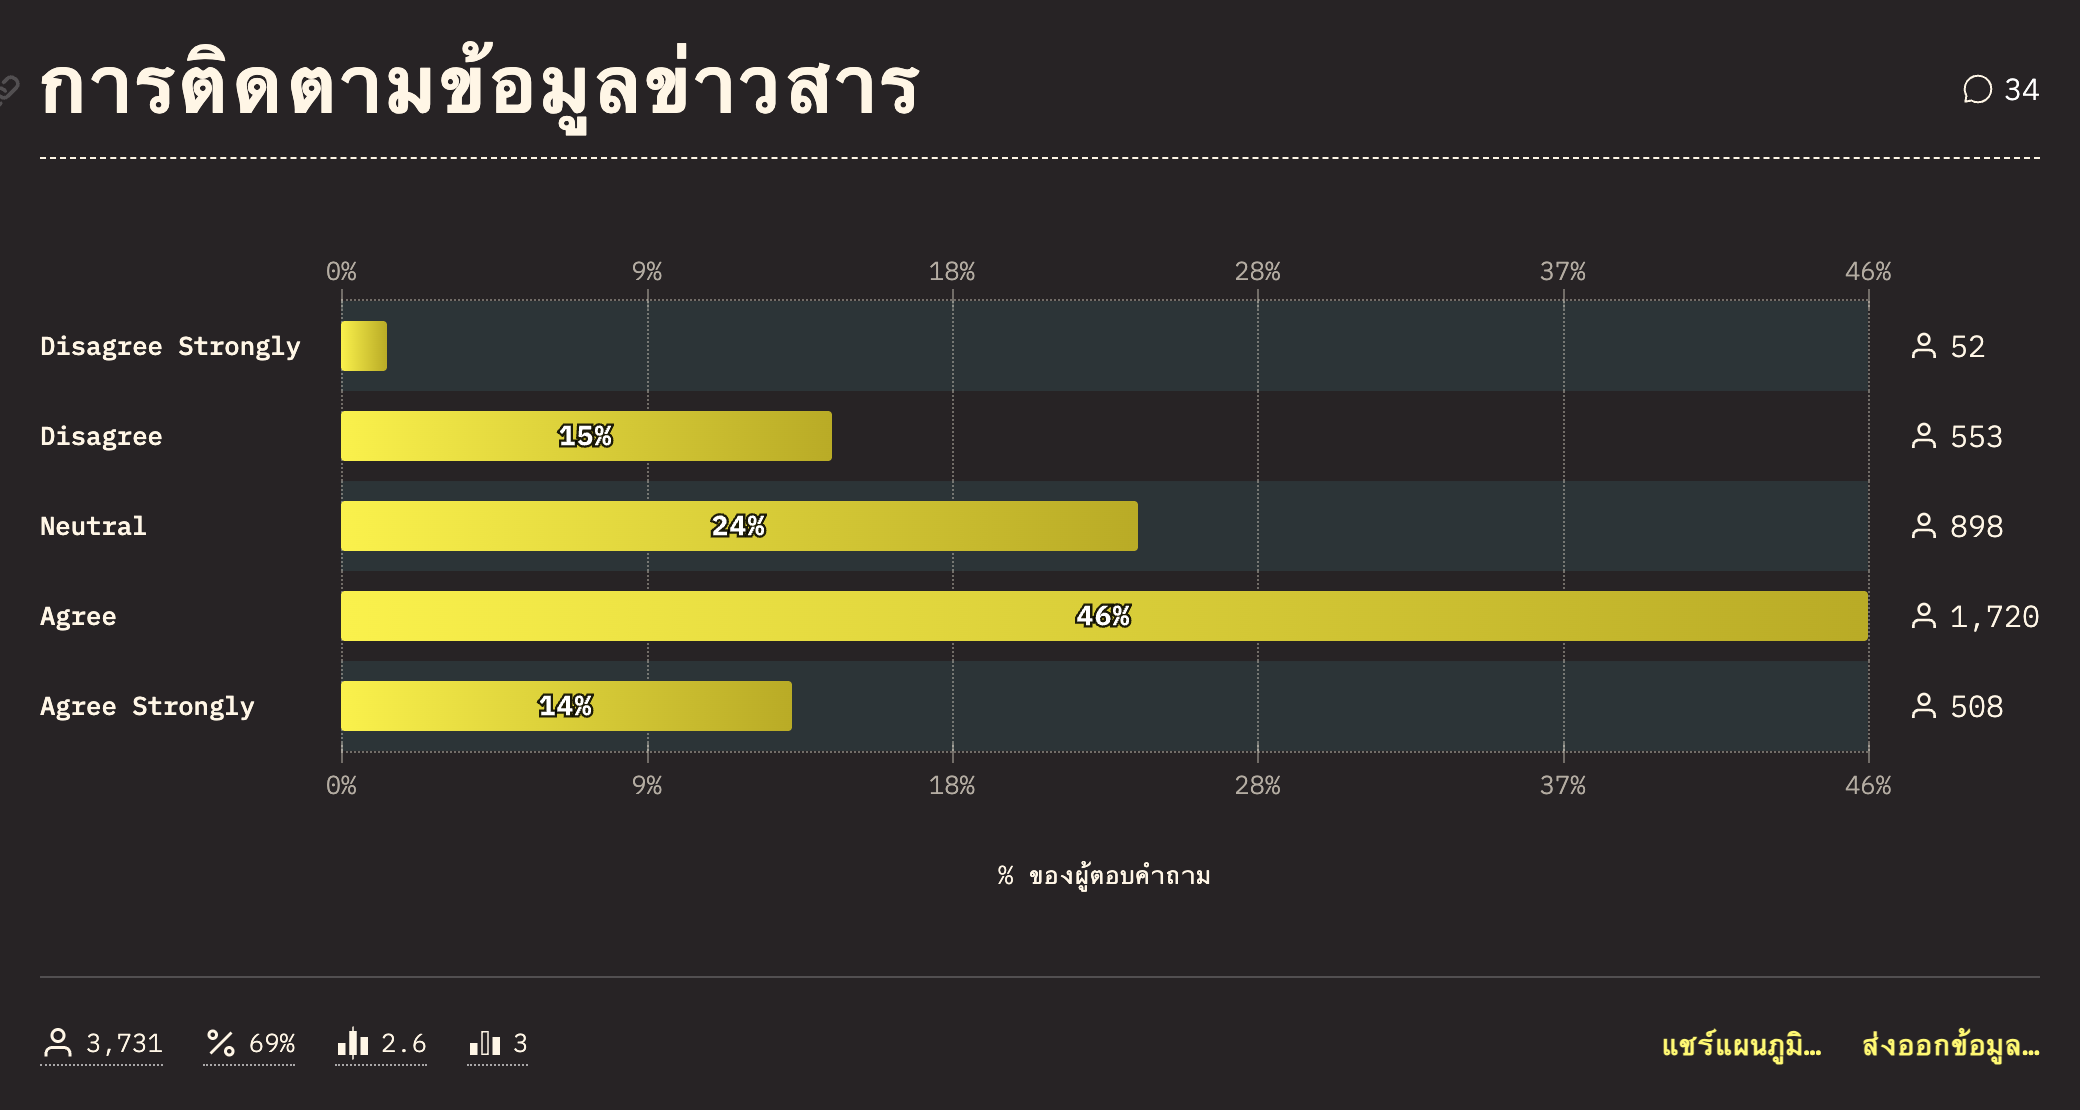 การติดตามข้อมูลข่าวสาร
34
0% 9% 18% 28% 37% 46%
Disagree Strongly 52
Disagree 15% 553
Neutral 24% 898
Agree 46% 1,720
Agree Strongly 14% 508
0% 9% 18% 28% 37% 46%
% ของผู้ตอบคำถาม
3,731 69% 2.6 3
แชร์แผนภูมิ… ส่งออกข้อมูล…